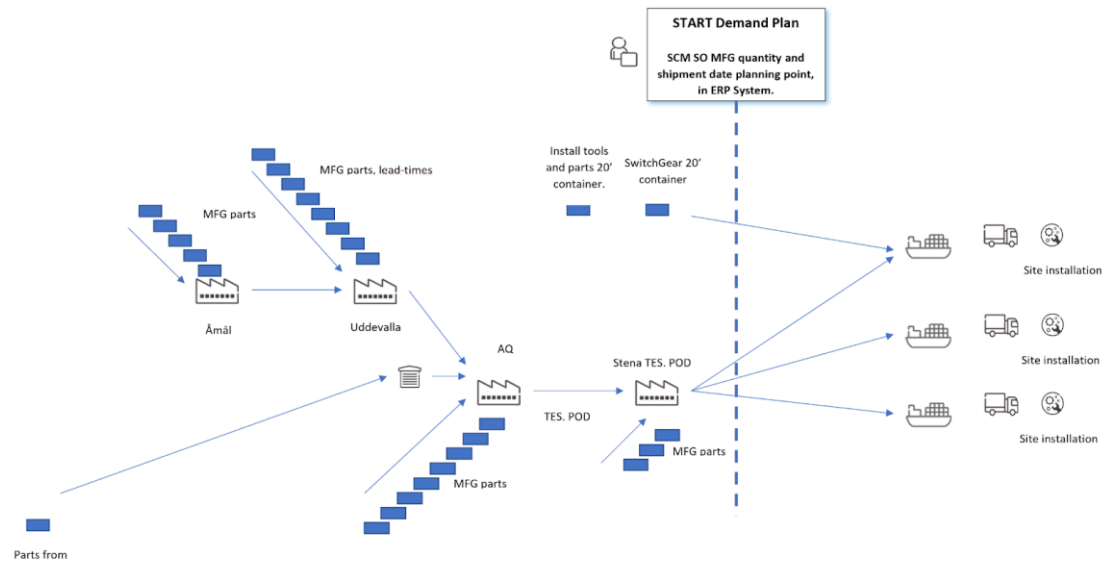 START Demand Plan
SCM SO MFG quantity and
shipment date planning point,
in ERP System.
Install tools
and parts 20’
container.
SwitchGear 20’
container
MFG parts, lead-times
MFG parts
Site installation
Åmål
Uddevalla
AQ
Stena TES. POD
Site installation
TES. POD
MFG parts
MFG parts
Site installation
Parts from